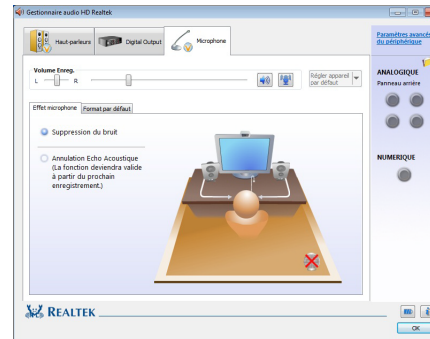 Gestionnaire audio HD Realtek
Haut-parleurs
Digital Output
Microphone
Paramètres avancés
du périphérique
Volume Enreg.
L
R
Régler appareil
par défaut
ANALOGIQUE
Panneau arrière
Effet microphone
Format par défaut
Suppression du bruit
Annulation Echo Acoustique
(La fonction deviendra valide
à partir du prochain
enregistrement.)
NUMERIQUE
REALTEK
OK